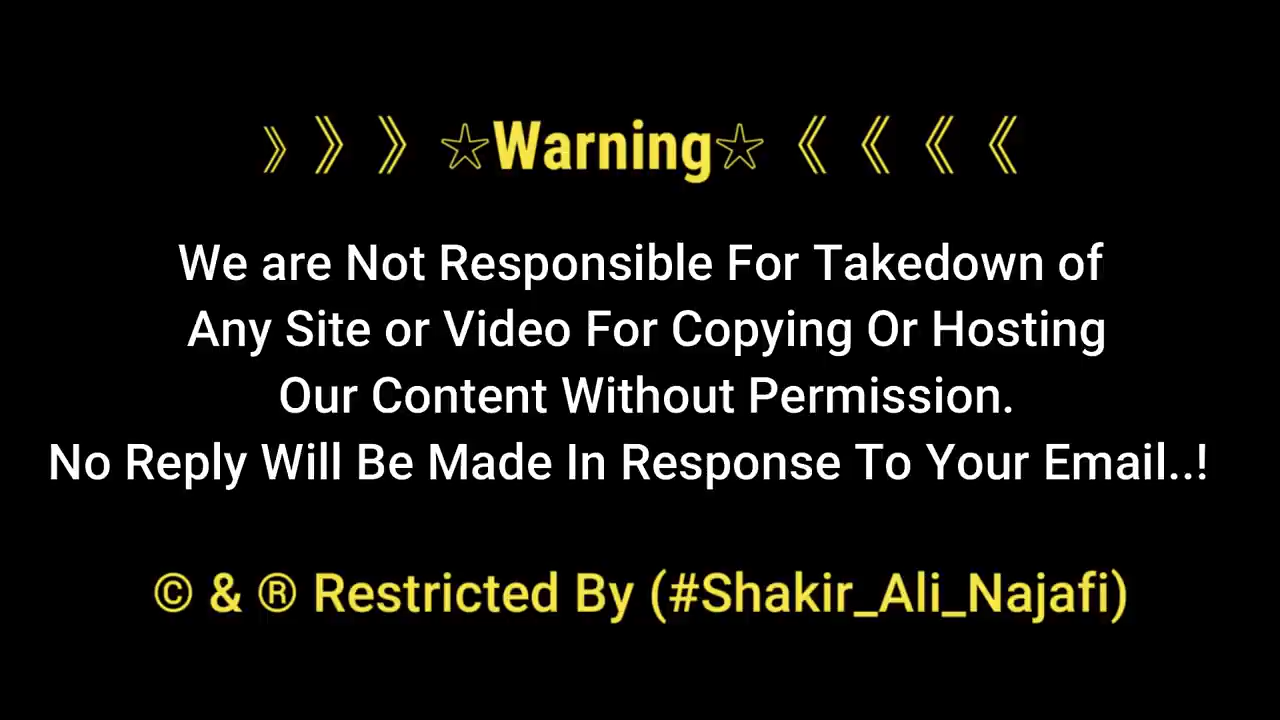 》》》☆Warning☆《《《《
We are Not Responsible For Takedown of
Any Site or Video For Copying Or Hosting
Our Content Without Permission.
No Reply Will Be Made In Response To Your Email..!
© & ® Restricted By (#Shakir_Ali_Najafi)